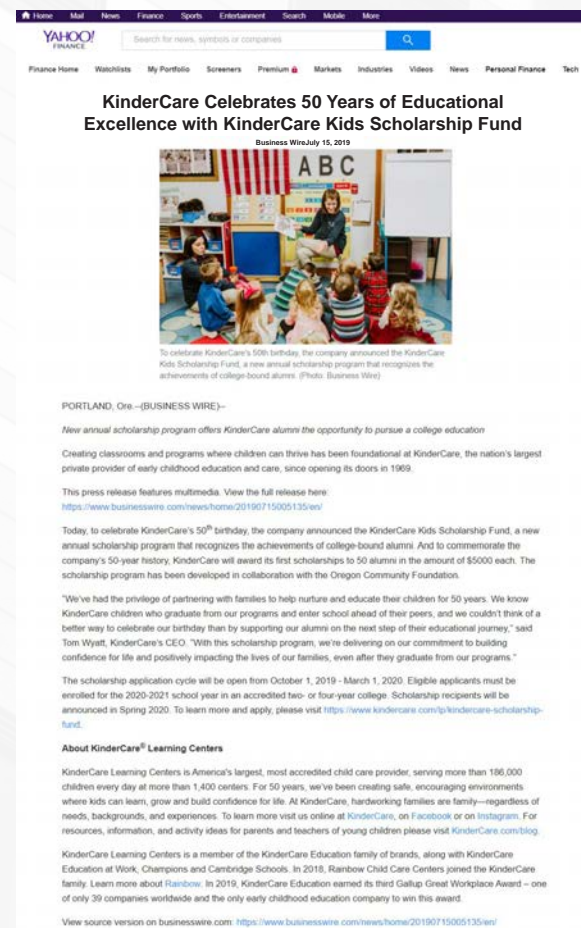 Home Mail News Finance Sports Entertainment Search Mobile More
YAHOO!
FINANCE
Search for news, symbols or companies
Finance Home Watchlists My Portfolio Screeners Premium Markets Industries Videos News Personal Finance Tech
KinderCare Celebrates 50 Years of Educational
Excellence with KinderCare Kids Scholarship Fund
Business WireJuly 15, 2019
ABC
To celebrate KinderCare's 50th birthday, the company announced the KinderCare
Kids Scholarship Fund, a new annual scholarship program that recognizes the
achievements of college-bound alumni. (Photo: Business Wire)
PORTLAND, Ore.--(BUSINESS WIRE)--
New annual scholarship program offers KinderCare alumni the opportunity to pursue a college education
Creating classrooms and programs where children can thrive has been foundational at KinderCare, the nation's largest
private provider of early childhood education and care, since opening its doors in 1969.
This press release features multimedia. View the full release here:
https://www.businesswire.com/news/home/20190715005135/en/
Today, to celebrate KinderCare's 50th birthday, the company announced the KinderCare Kids Scholarship Fund, a new
annual scholarship program that recognizes the achievements of college-bound alumni. And to commemorate the
company's 50-year history, KinderCare will award its first scholarships to 50 alumni in the amount of $5000 each. The
scholarship program has been developed in collaboration with the Oregon Community Foundation.
"We've had the privilege of partnering with families to help nurture and educate their children for 50 years. We know
KinderCare children who graduate from our programs and enter school ahead of their peers, and we couldn't think of a
better way to celebrate our birthday than by supporting our alumni on the next step of their educational journey," said
Tom Wyatt, KinderCare's CEO. "With this scholarship program, we're delivering on our commitment to building
confidence for life and positively impacting the lives of our families, even after they graduate from our programs."
The scholarship application cycle will be open from October 1, 2019 - March 1, 2020. Eligible applicants must be
enrolled for the 2020-2021 school year in an accredited two- or four-year college. Scholarship recipients will be
announced in Spring 2020. To learn more and apply, please visit https://www.kindercare.com/lp/kindercare-scholarship-
fund.
About KinderCare® Learning Centers
KinderCare Learning Centers is America's largest, most accredited child care provider, serving more than 186,000
children every day at more than 1,400 centers. For 50 years, we've been creating safe, encouraging environments
where kids can learn, grow and build confidence for life. At KinderCare, hardworking families are family—regardless of
needs, backgrounds, and experiences. To learn more visit us online at KinderCare, on Facebook or on Instagram. For
resources, information, and activity ideas for parents and teachers of young children please visit KinderCare.com/blog.
KinderCare Learning Centers is a member of the KinderCare Education family of brands, along with KinderCare
Education at Work, Champions and Cambridge Schools. In 2018, Rainbow Child Care Centers joined the KinderCare
family. Learn more about Rainbow. In 2019, KinderCare Education earned its third Gallup Great Workplace Award – one
of only 39 companies worldwide and the only early childhood education company to win this award.
View source version on businesswire.com: https://www.businesswire.com/news/home/20190715005135/en/